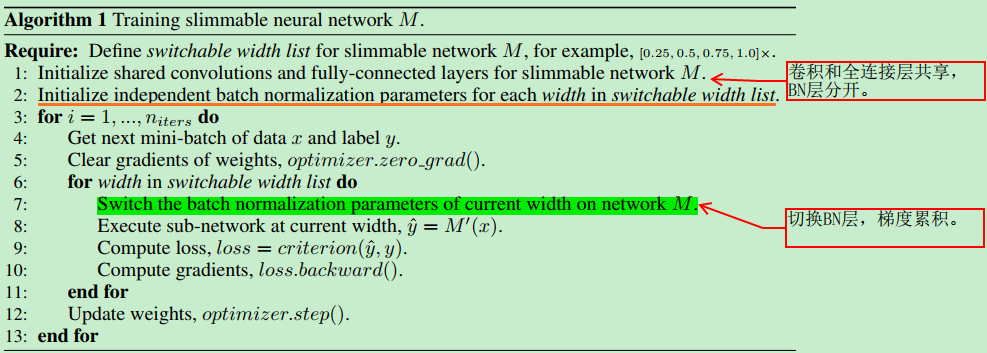 Algorithm 1 Training slimmable neural network M.
Require: Define switchable width list for slimmable network M, for example, [0.25, 0.5, 0.75, 1.0]×.
1: Initialize shared convolutions and fully-connected layers for slimmable network M.
卷积和全连接层共享,
BN层分开。
2: Initialize independent batch normalization parameters for each width in switchable width list.
3: for i = 1, ..., n_iters do
4: Get next mini-batch of data x and label y.
5: Clear gradients of weights, optimizer.zero_grad().
6: for width in switchable width list do
7: Switch the batch normalization parameters of current width on network M.
切换BN层, 梯度累积。
8: Execute sub-network at current width, ŷ = M′(x).
9: Compute loss, loss = criterion(ŷ, y).
10: Compute gradients, loss.backward().
11: end for
12: Update weights, optimizer.step().
13: end for